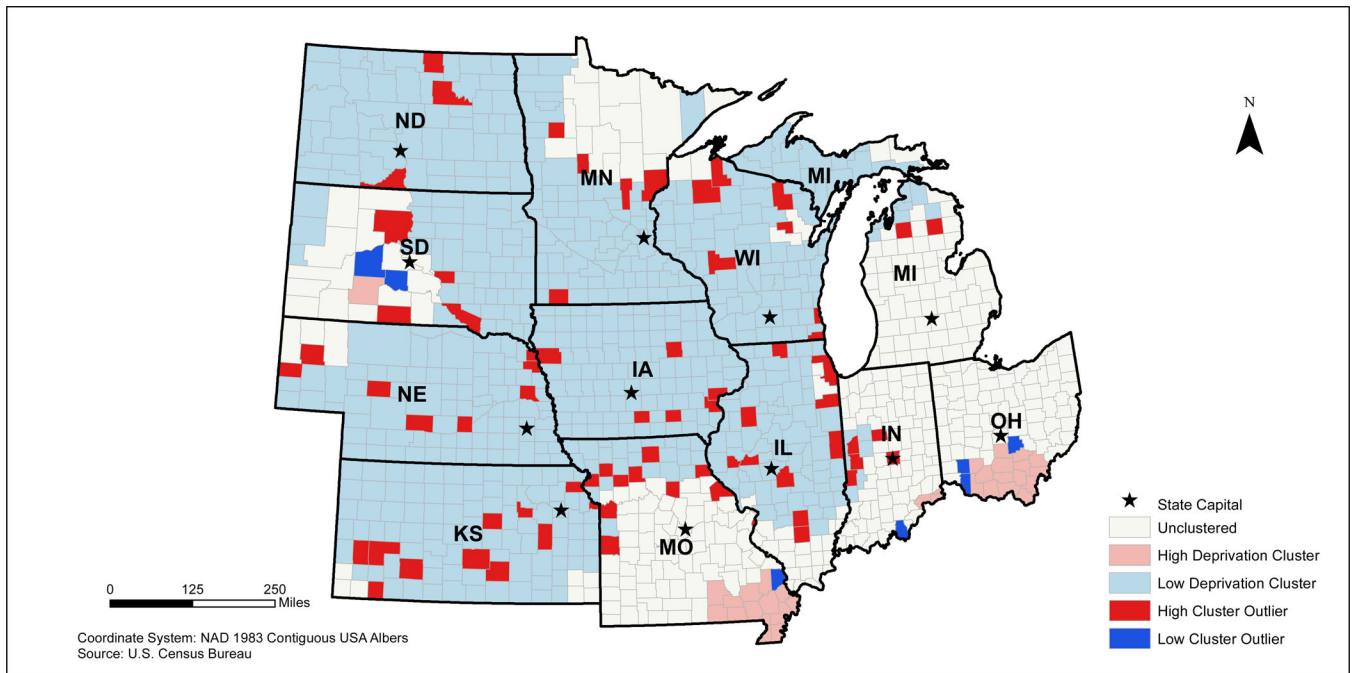 N
ND
MN
MI
SD
WI
MI
NE
IA
IL
IN
OH
KS
MO
State Capital
Unclustered
High Deprivation Cluster
Low Deprivation Cluster
High Cluster Outlier
Low Cluster Outlier
0 125 250
Miles
Coordinate System: NAD 1983 Contiguous USA Albers
Source: U.S. Census Bureau